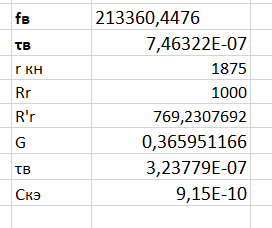 fв 213360,4476
τв 7,46322E-07
r кн 1875
Rг 1000
R'г 769,2307692
G 0,365951166
τв 3,23779E-07
Скэ 9,15E-10